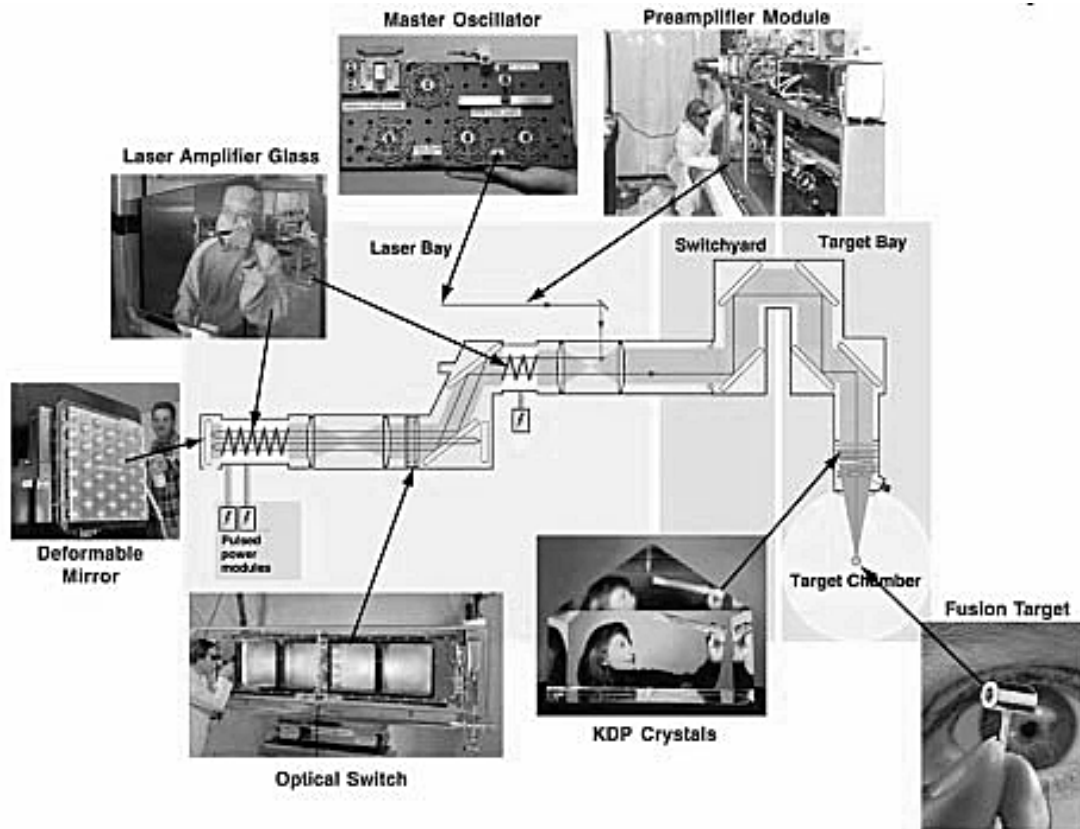 Master Oscillator
Preamplifier Module
Laser Amplifier Glass
Laser Bay
Switchyard
Target Bay
Deformable
Mirror
Pulsed
power
modules
Target Chamber
Fusion Target
KDP Crystals
Optical Switch